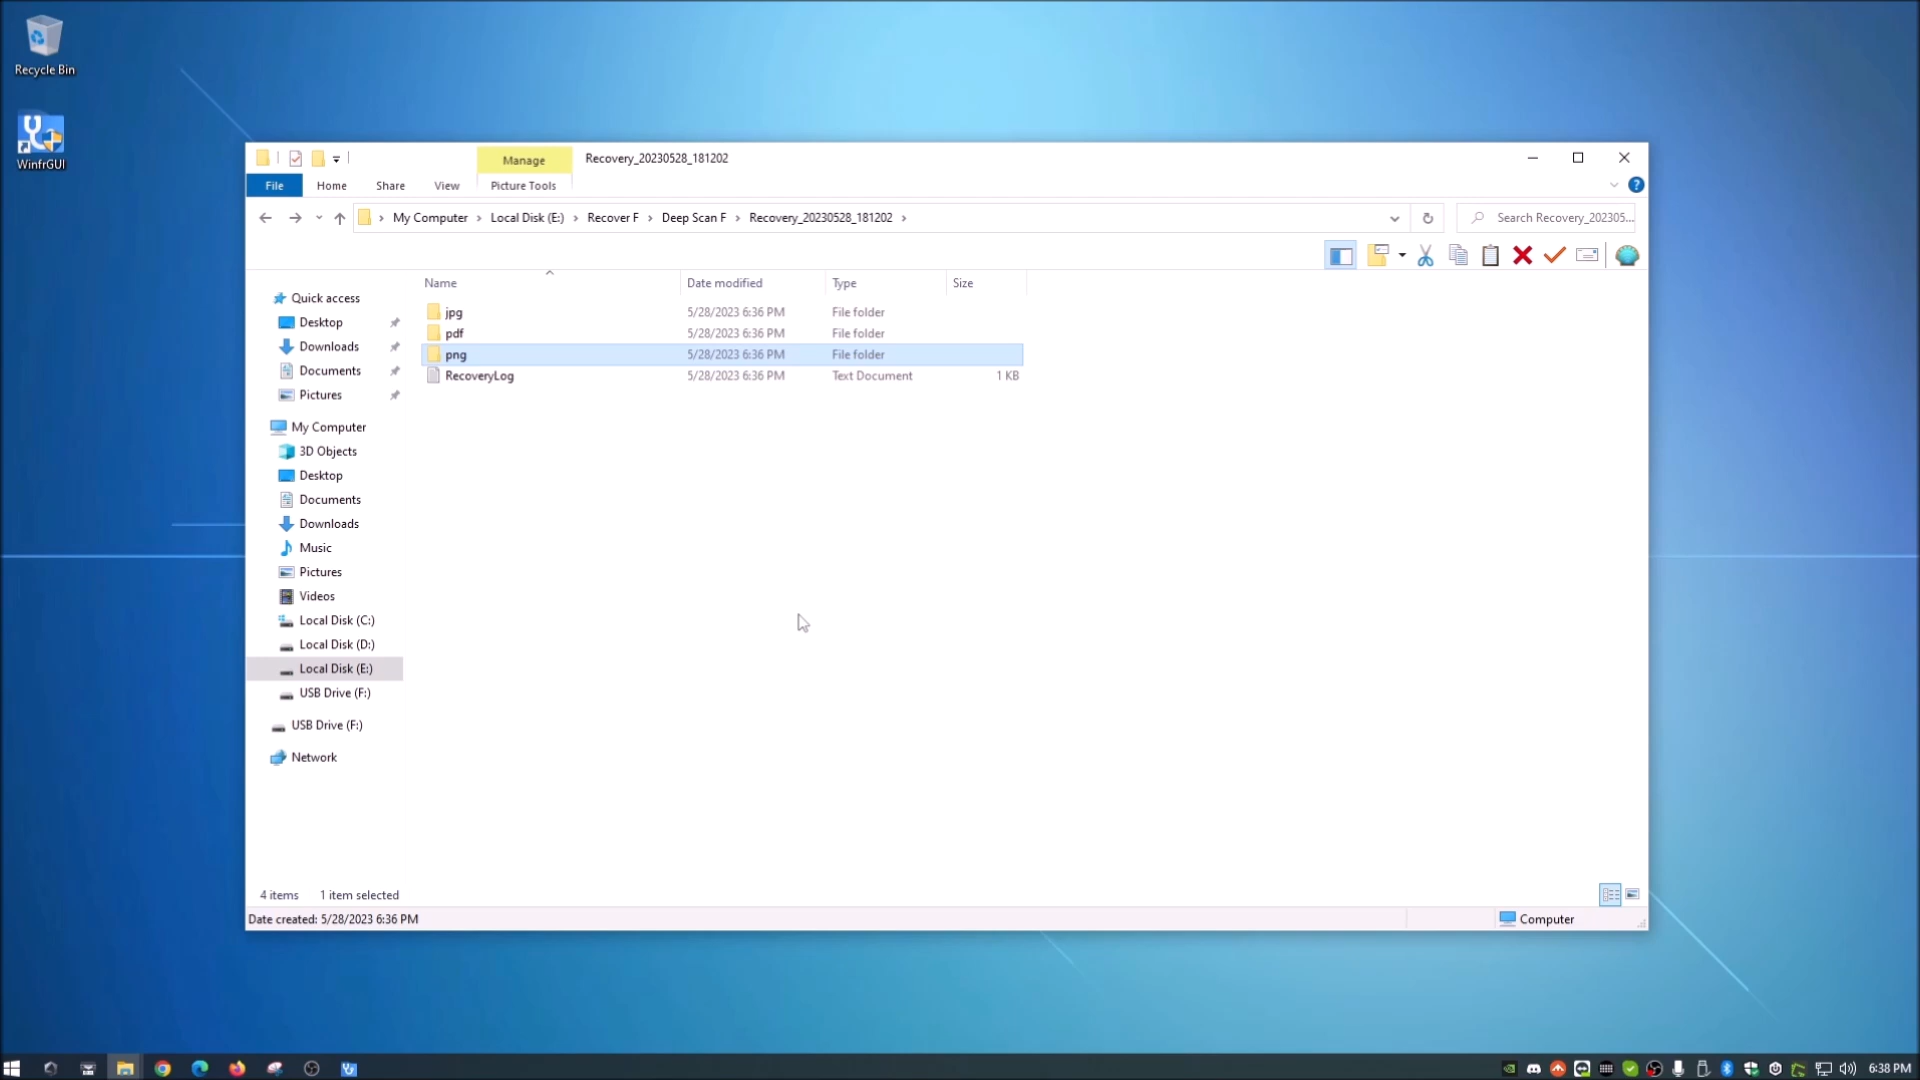 Recycle Bin
WinfrGUI
Manage
Recovery_20230528_181202
File
Home
Share
View
Picture Tools
My Computer
Local Disk (E:)
Recover F
Deep Scan F
Recovery_20230528_181202
Search Recovery_202305...
Name
Date modified
Type
Size
jpg 5/28/2023 6:36 PM File folder
pdf 5/28/2023 6:36 PM File folder
png 5/28/2023 6:36 PM File folder
RecoveryLog 5/28/2023 6:36 PM Text Document 1 KB
Quick access
Desktop
Downloads
Documents
Pictures
My Computer
3D Objects
Desktop
Documents
Downloads
Music
Pictures
Videos
Local Disk (C:)
Local Disk (D:)
Local Disk (E:)
USB Drive (F:)
USB Drive (F:)
Network
4 items 1 item selected
Date created: 5/28/2023 6:36 PM
Computer
6:38 PM